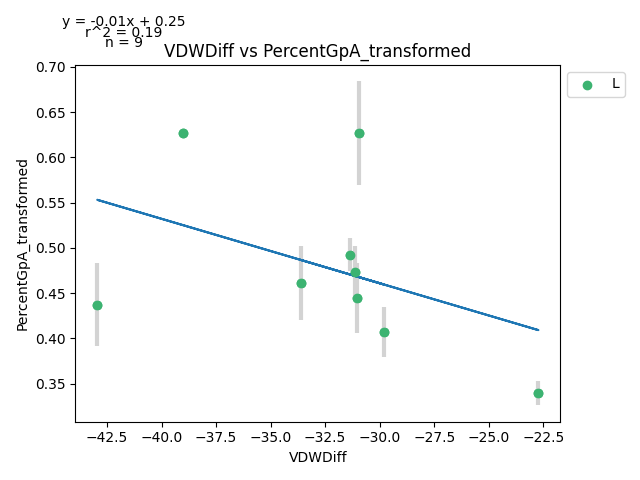 y = -0.01x + 0.25
r^2 = 0.19
n = 9
VDWDiff vs PercentGpA_transformed
L
PercentGpA_transformed
0.70
0.65
0.60
0.55
0.50
0.45
0.40
0.35
−42.5 −40.0 −37.5 −35.0 −32.5 −30.0 −27.5 −25.0 −22.5
VDWDiff